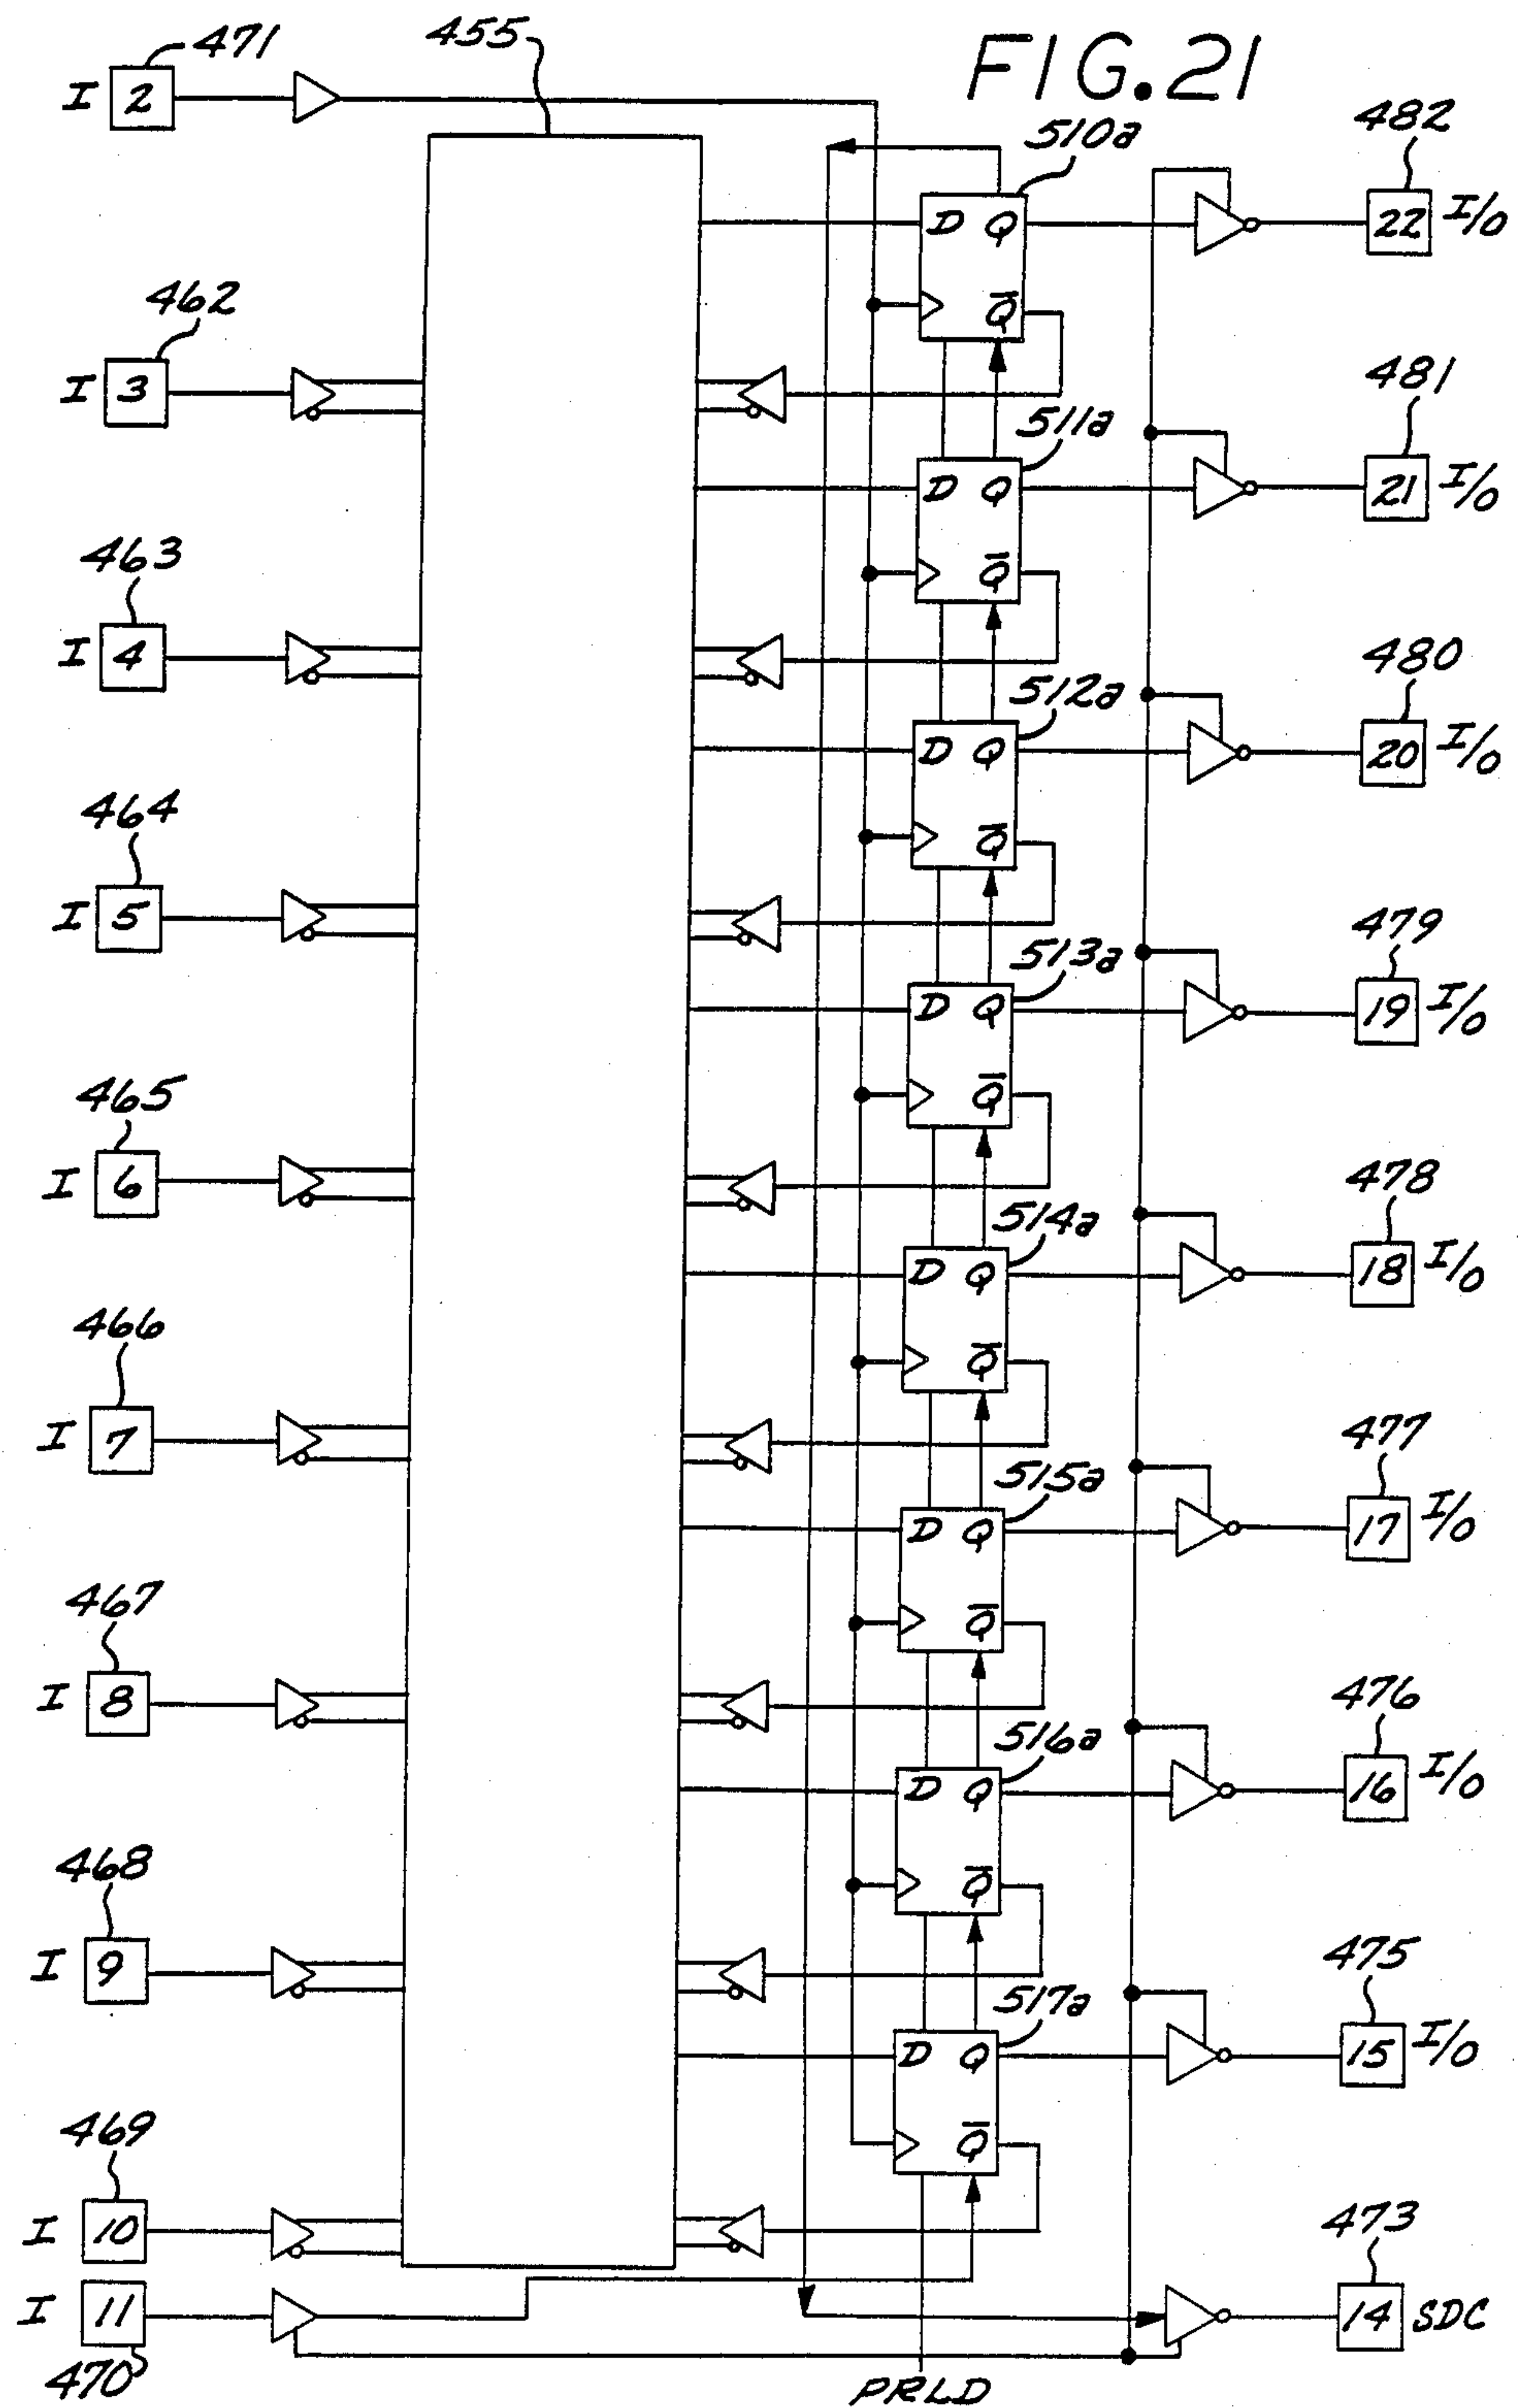 FIG.21
471
455
I 2
510a
482
D Q
22 I/O
Q̅
462
I 3
511a
481
D Q
21 I/O
Q̅
463
I 4
512a
480
D Q
20 I/O
Q̅
464
I 5
513a
479
D Q
19 I/O
Q̅
465
I 6
514a
478
D Q
18 I/O
Q̅
466
I 7
515a
477
D Q
17 I/O
Q̅
467
I 8
516a
476
D Q
16 I/O
Q̅
468
I 9
517a
475
D Q
15 I/O
Q̅
469
I 10
473
I 11
14 SDC
470
PRLD